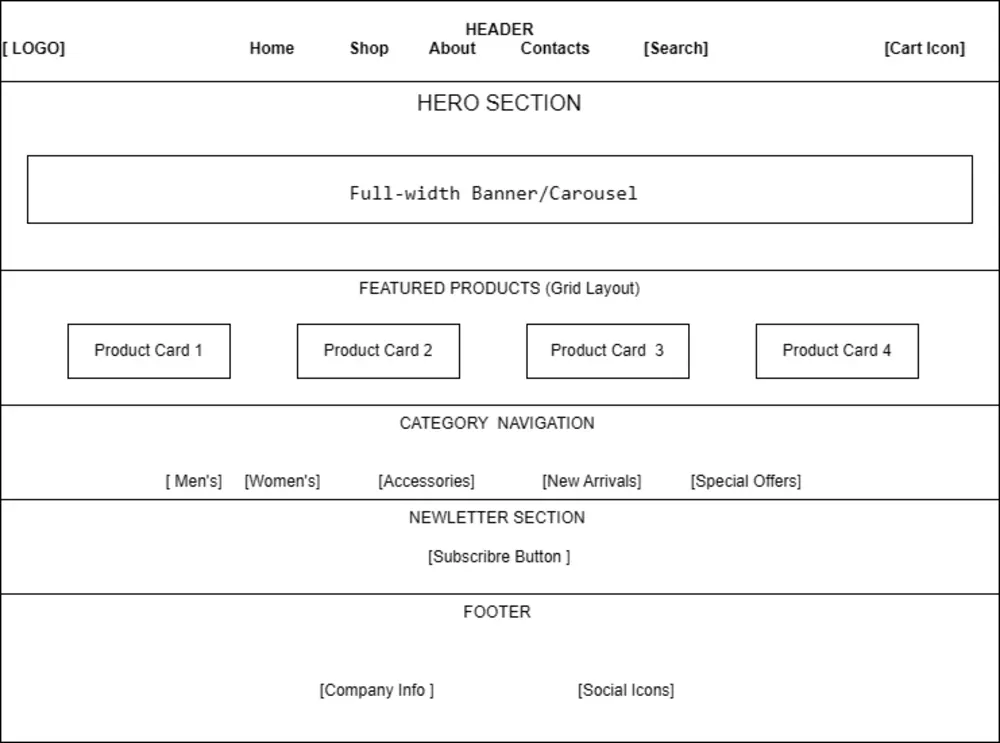 HEADER
[ LOGO] Home Shop About Contacts [Search] [Cart Icon]
HERO SECTION
Full-width Banner/Carousel
FEATURED PRODUCTS (Grid Layout)
Product Card 1 Product Card 2 Product Card  3 Product Card 4
CATEGORY  NAVIGATION
[ Men's] [Women's] [Accessories] [New Arrivals] [Special Offers]
NEWLETTER SECTION
[Subscribre Button ]
FOOTER
[Company Info ] [Social Icons]